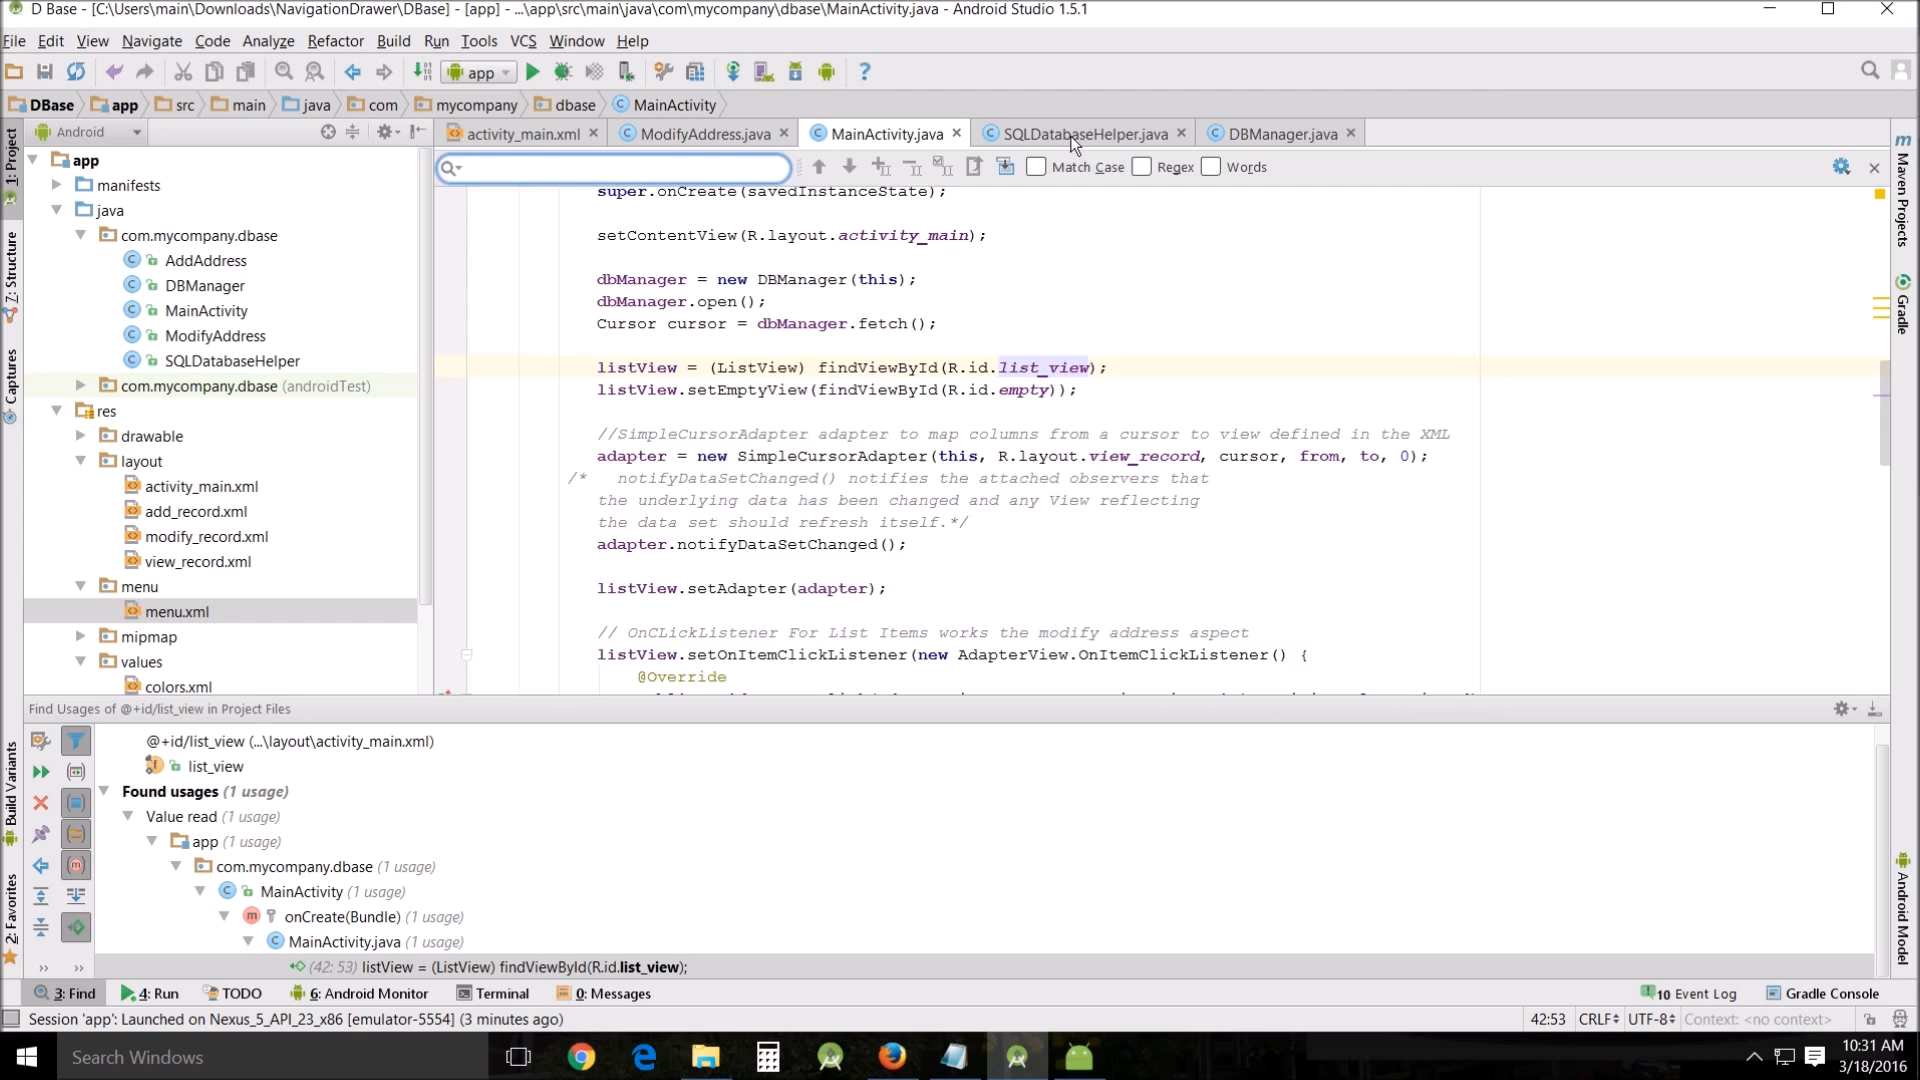 D Base - [C:\Users\main\Downloads\NavigationDrawer\DBase] - [app] - ...\app\src\main\java\com\mycompany\dbase\MainActivity.java - Android Studio 1.5.1
File Edit View Navigate Code Analyze Refactor Build Run Tools VCS Window Help
app
DBase app src main java com mycompany dbase MainActivity
Android
activity_main.xml ModifyAddress.java MainActivity.java SQLDatabaseHelper.java DBManager.java
Match Case Regex Words
1: Project
7: Structure
Captures
Build Variants
2: Favorites
app
manifests
java
com.mycompany.dbase
AddAddress
DBManager
MainActivity
ModifyAddress
SQLDatabaseHelper
com.mycompany.dbase (androidTest)
res
drawable
layout
activity_main.xml
add_record.xml
modify_record.xml
view_record.xml
menu
menu.xml
mipmap
values
colors.xml
super.onCreate(savedInstanceState);
setContentView(R.layout.activity_main);
dbManager = new DBManager(this);
dbManager.open();
Cursor cursor = dbManager.fetch();
listView = (ListView) findViewById(R.id.list_view);
listView.setEmptyView(findViewById(R.id.empty));
//SimpleCursorAdapter adapter to map columns from a cursor to view defined in the XML
adapter = new SimpleCursorAdapter(this, R.layout.view_record, cursor, from, to, 0);
/* notifyDataSetChanged() notifies the attached observers that
the underlying data has been changed and any View reflecting
the data set should refresh itself.*/
adapter.notifyDataSetChanged();
listView.setAdapter(adapter);
// OnCLickListener For List Items works the modify address aspect
listView.setOnItemClickListener(new AdapterView.OnItemClickListener() {
@Override
Maven Projects
Gradle
Android Model
Find Usages of @+id/list_view in Project Files
@+id/list_view (...\layout\activity_main.xml)
list_view
Found usages (1 usage)
Value read (1 usage)
app (1 usage)
com.mycompany.dbase (1 usage)
MainActivity (1 usage)
onCreate(Bundle) (1 usage)
MainActivity.java (1 usage)
(42: 53) listView = (ListView) findViewById(R.id.list_view);
3: Find 4: Run TODO 6: Android Monitor Terminal 0: Messages 10 Event Log Gradle Console
Session 'app': Launched on Nexus_5_API_23_x86 [emulator-5554] (3 minutes ago) 42:53 CRLF UTF-8 Context: <no context>
Search Windows
10:31 AM
3/18/2016